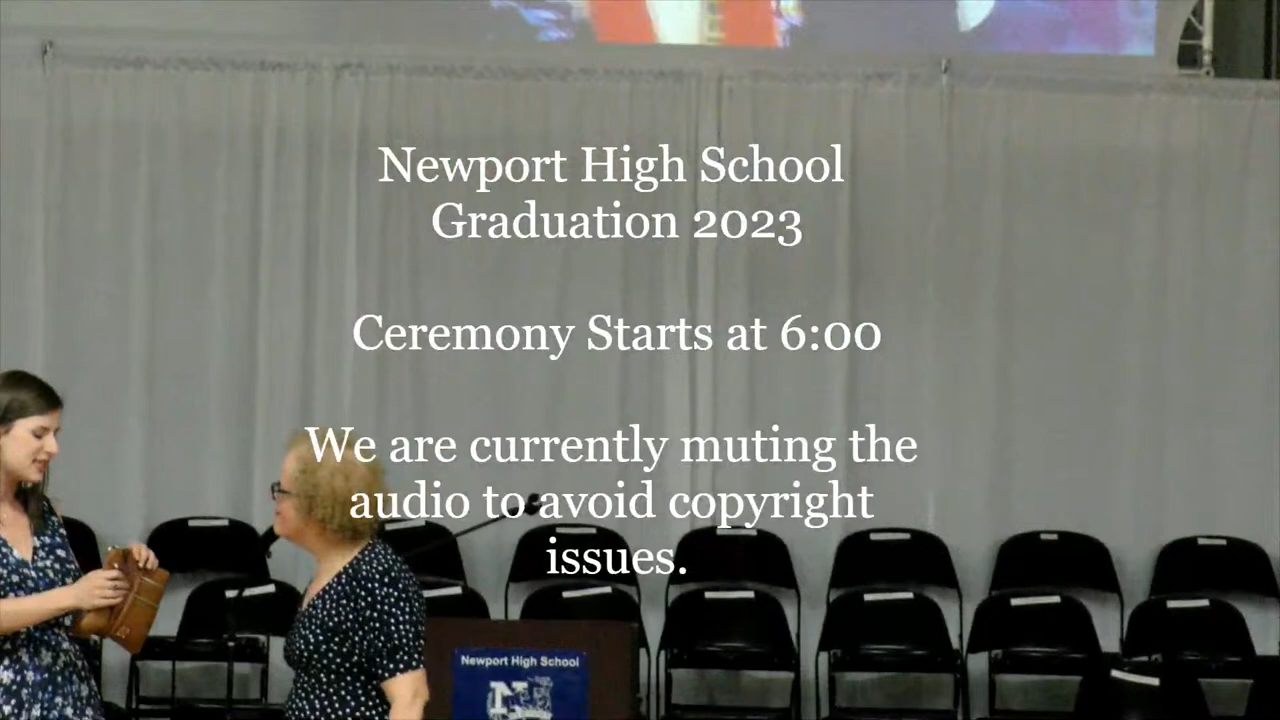 Newport High School
Graduation 2023
Ceremony Starts at 6:00
We are currently muting the
audio to avoid copyright
issues.
Newport High School
N